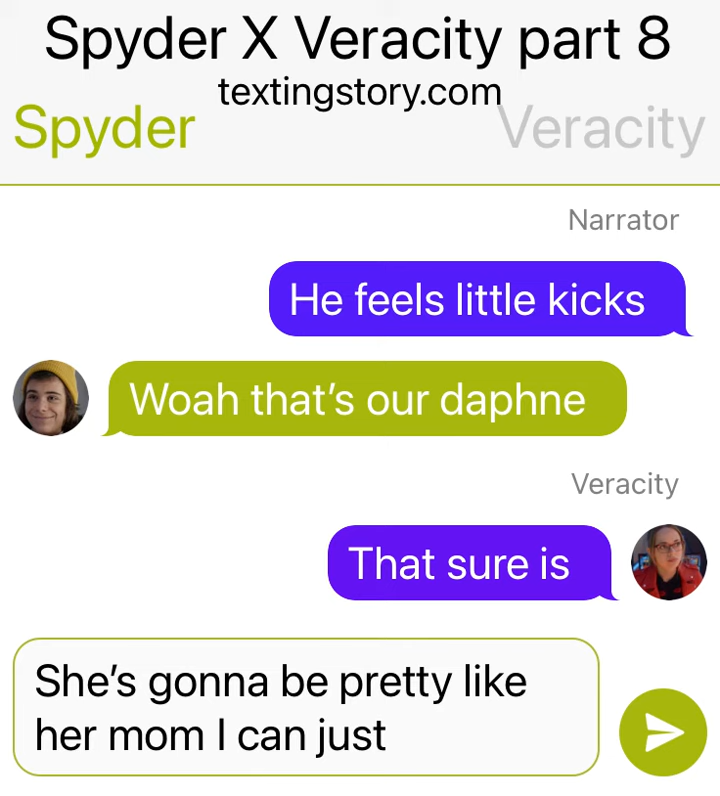 Spyder X Veracity part 8
textingstory.com
Spyder
Veracity
Narrator
He feels little kicks
Woah that’s our daphne
Veracity
That sure is
She’s gonna be pretty like
her mom I can just